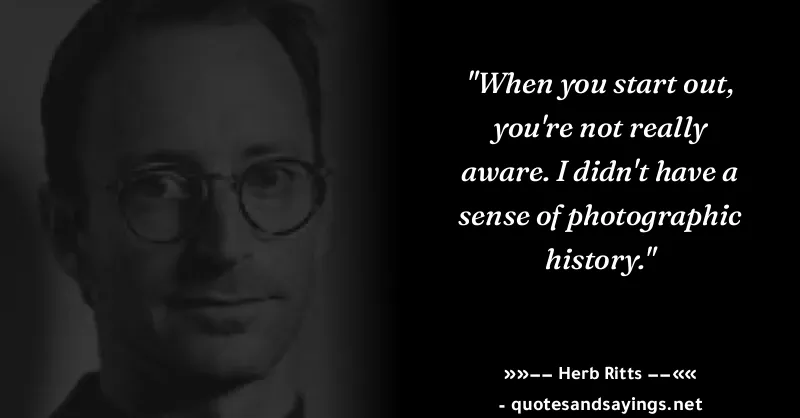 "When you start out,
you're not really
aware. I didn't have a
sense of photographic
history."
»»−− Herb Ritts −−««
- quotesandsayings.net